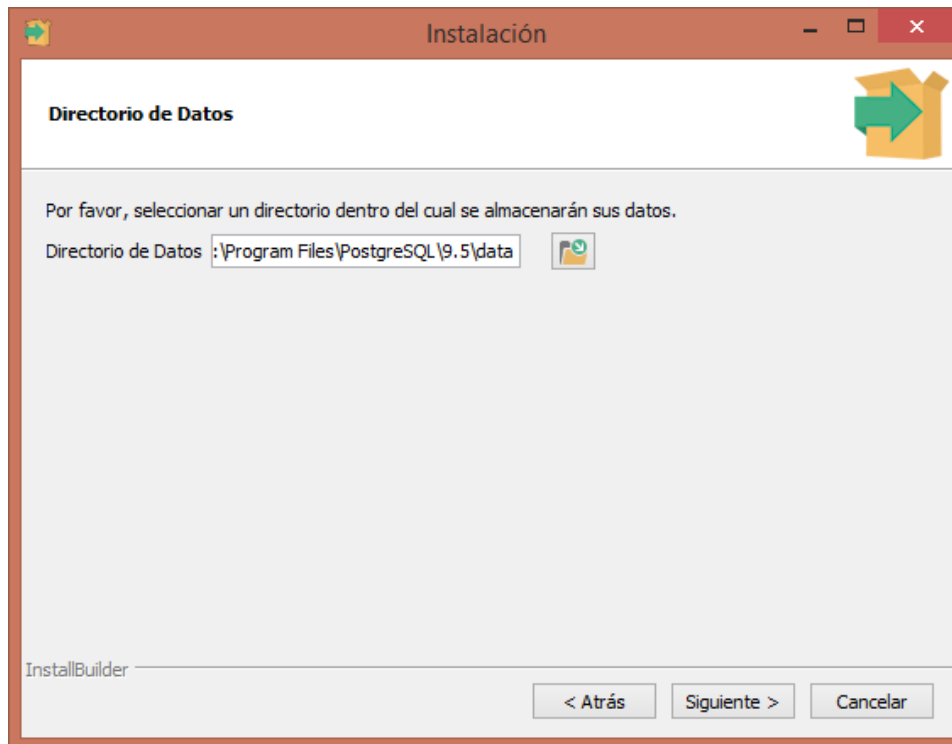 Instalación
Directorio de Datos
Por favor, seleccionar un directorio dentro del cual se almacenarán sus datos.
Directorio de Datos :\Program Files\PostgreSQL\9.5\data
InstallBuilder
< Atrás Siguiente > Cancelar